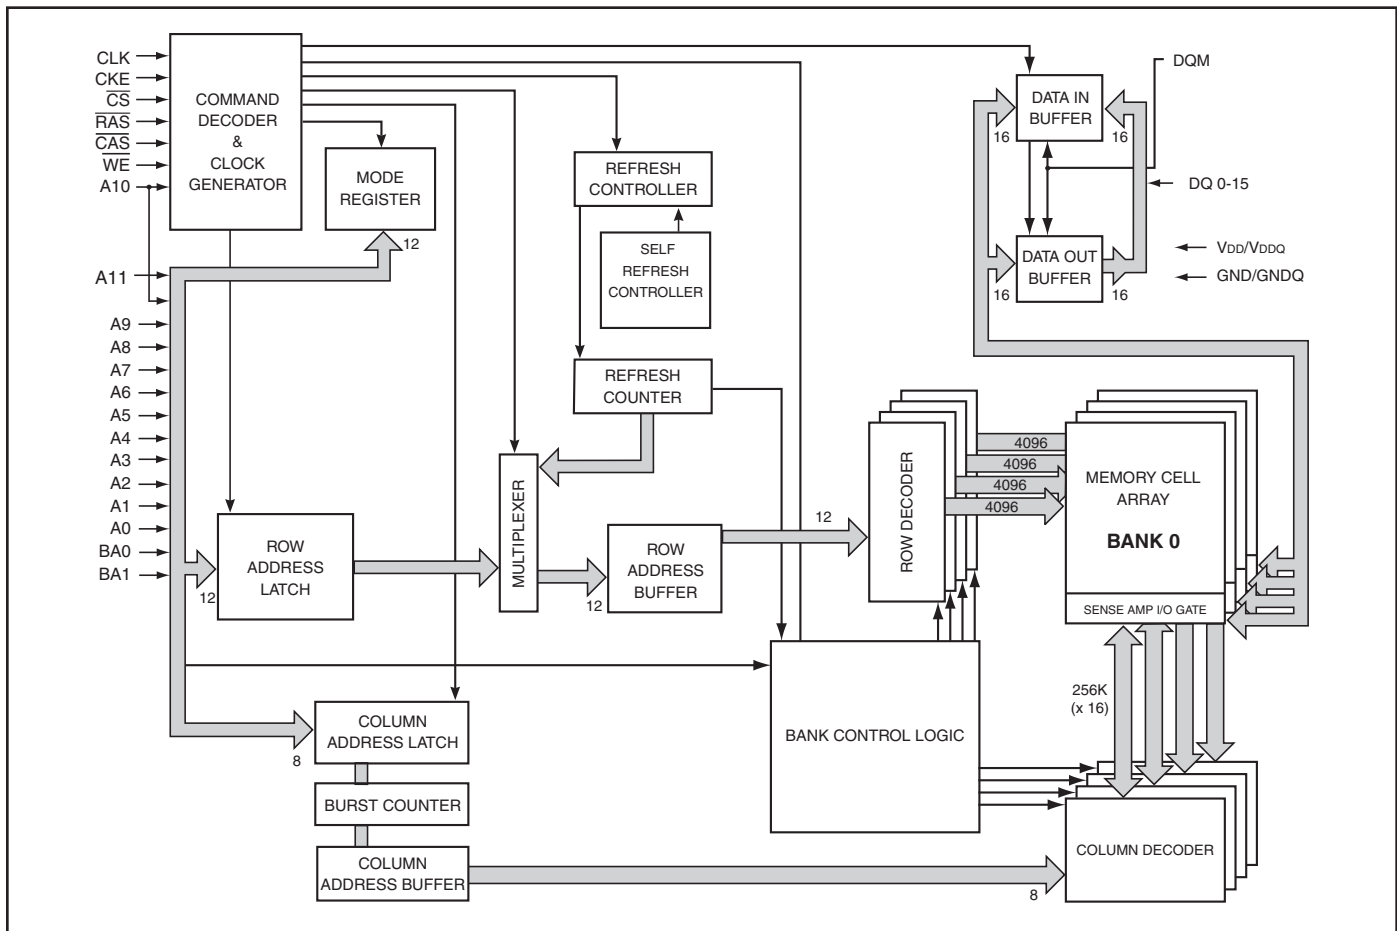 CLK
CKE
CS
RAS
CAS
WE
A10
A11
A9
A8
A7
A6
A5
A4
A3
A2
A1
A0
BA0
BA1
COMMAND
DECODER
&
CLOCK
GENERATOR
MODE
REGISTER
12
REFRESH
CONTROLLER
SELF
REFRESH
CONTROLLER
REFRESH
COUNTER
MULTIPLEXER
ROW
ADDRESS
LATCH
12
ROW
ADDRESS
BUFFER
12
12
COLUMN
ADDRESS LATCH
8
BURST COUNTER
COLUMN
ADDRESS BUFFER
8
BANK CONTROL LOGIC
ROW DECODER
4096
4096
4096
4096
MEMORY CELL
ARRAY
BANK 0
SENSE AMP I/O GATE
256K
(x 16)
COLUMN DECODER
DATA IN
BUFFER
16
16
DATA OUT
BUFFER
16
16
DQM
DQ 0-15
VDD/VDDQ
GND/GNDQ